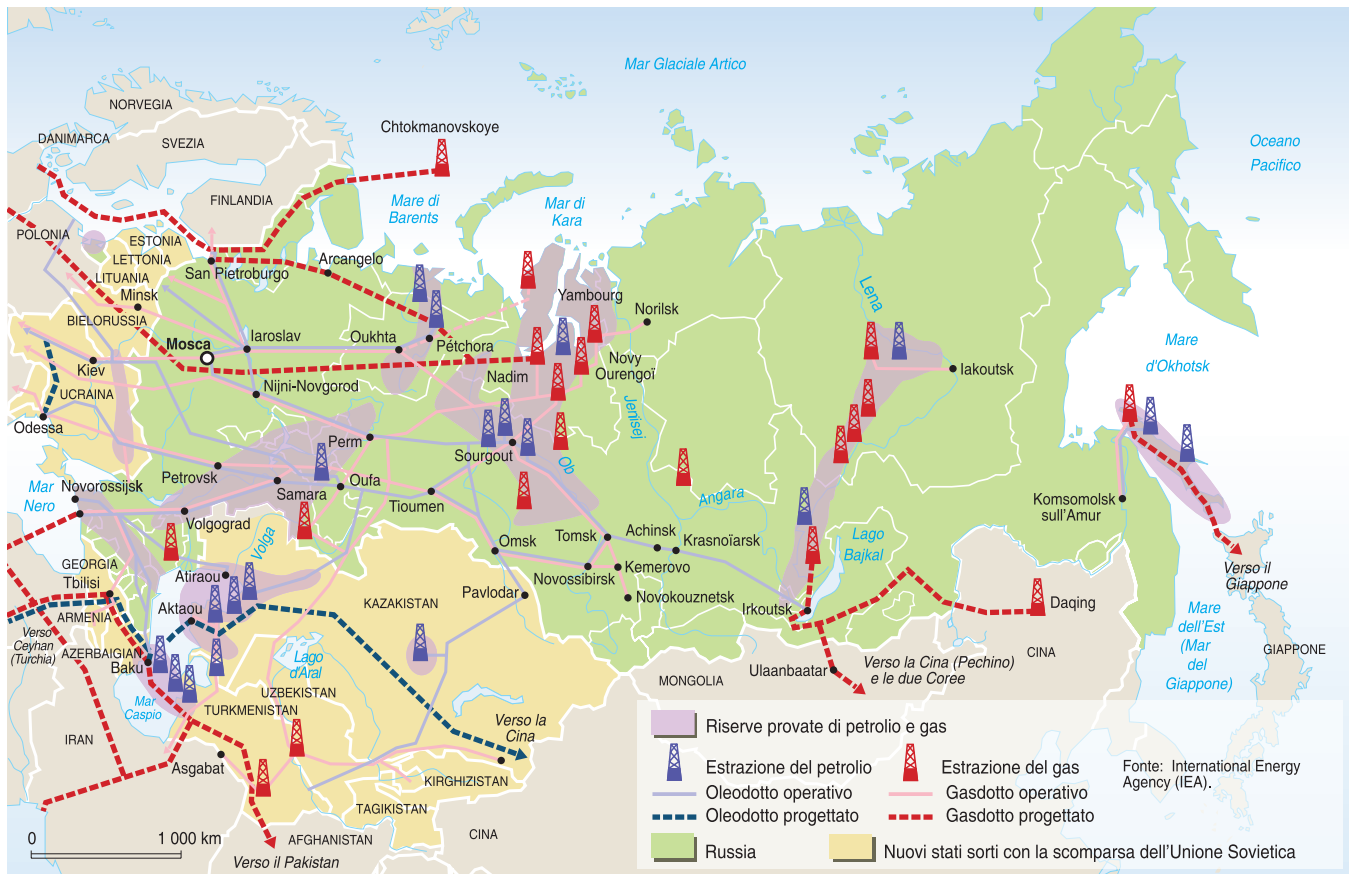 Mar Glaciale Artico
NORVEGIA
Chtokmanovskoye
DANIMARCA
SVEZIA
Oceano
Pacifico
FINLANDIA
Mare di
Barents
Mar di
Kara
POLONIA
ESTONIA
LETTONIA
LITUANIA
San Pietroburgo
Arcangelo
Minsk
BIELORUSSIA
Yambourg
Norilsk
Lena
Mosca
Iaroslav
Oukhta
Pétchora
Mare
d'Okhotsk
Kiev
UCRAINA
Nijni-Novgorod
Nadim
Novy
Ourengoï
Iakoutsk
Odessa
Jenisej
Perm
Sourgout
Ob
Petrovsk
Samara
Oufa
Tioumen
Angara
Mar
Nero
Novorossijsk
Volgograd
Komsomolsk
sull'Amur
Volga
Omsk
Tomsk
Achinsk
Krasnoïarsk
Lago
Bajkal
GEORGIA
Tbilisi
Atiraou
Novossibirsk
Kemerovo
Verso il
Giappone
Aktaou
KAZAKISTAN
Pavlodar
Novokouznetsk
Irkoutsk
Daqing
ARMENIA
Verso
Ceyhan
(Turchia)
AZERBAIGIAN
Baku
Lago
d'Aral
Mare
dell'Est
(Mar
del
Giappone)
GIAPPONE
CINA
Ulaanbaatar
Verso la Cina (Pechino)
e le due Coree
MONGOLIA
UZBEKISTAN
TURKMENISTAN
Mar
Caspio
Verso la
Cina
IRAN
Asgabat
KIRGHIZISTAN
TAGIKISTAN
CINA
AFGHANISTAN
Verso il Pakistan
0 1 000 km
Riserve provate di petrolio e gas
Estrazione del petrolio
Estrazione del gas
Fonte: International Energy
Agency (IEA).
Oleodotto operativo
Gasdotto operativo
Oleodotto progettato
Gasdotto progettato
Russia
Nuovi stati sorti con la scomparsa dell'Unione Sovietica